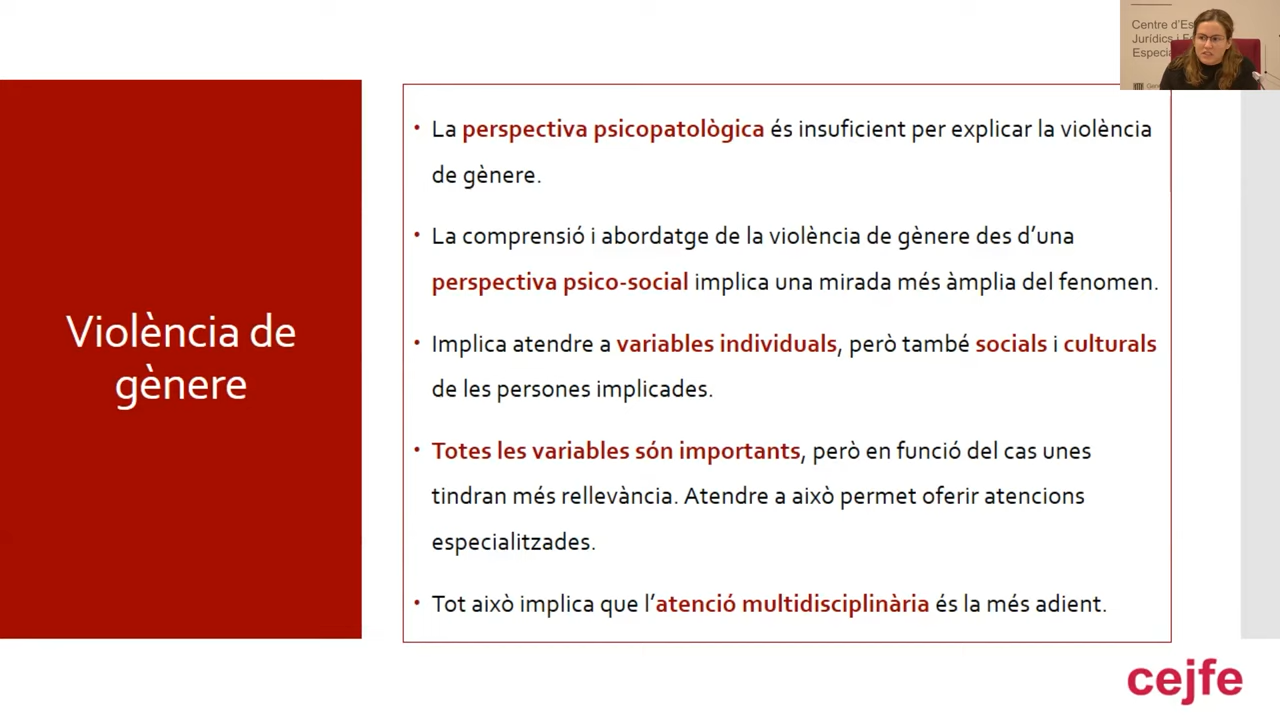 Centre d'Es
Jurídics i F
Especia
Violència de
gènere
• La perspectiva psicopatològica és insuficient per explicar la violència
de gènere.
• La comprensió i abordatge de la violència de gènere des d'una
perspectiva psico-social implica una mirada més àmplia del fenomen.
• Implica atendre a variables individuals, però també socials i culturals
de les persones implicades.
• Totes les variables són importants, però en funció del cas unes
tindran més rellevància. Atendre a això permet oferir atencions
especialitzades.
• Tot això implica que l'atenció multidisciplinària és la més adient.
cejfe